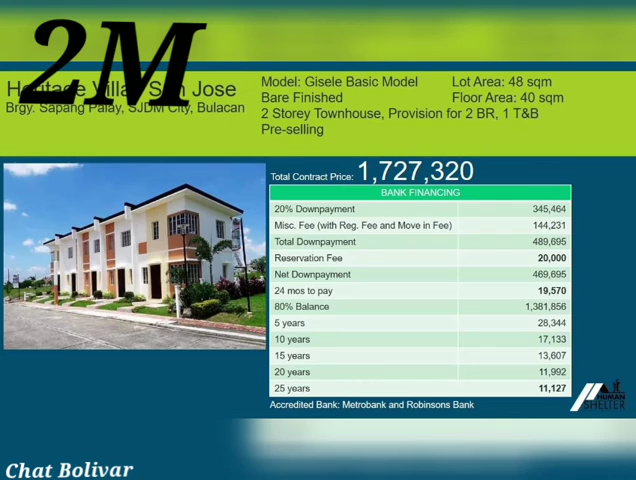 2M
Heritage Villas San Jose
Brgy. Sapang Palay, SJDM City, Bulacan
Model: Gisele Basic Model
Lot Area: 48 sqm
Bare Finished
Floor Area: 40 sqm
2 Storey Townhouse, Provision for 2 BR, 1 T&B
Pre-selling
Total Contract Price: 1,727,320
BANK FINANCING
20% Downpayment 345,464
Misc. Fee (with Reg. Fee and Move in Fee) 144,231
Total Downpayment 489,695
Reservation Fee 20,000
Net Downpayment 469,695
24 mos to pay 19,570
80% Balance 1,381,856
5 years 28,344
10 years 17,133
15 years 13,607
20 years 11,992
25 years 11,127
Accredited Bank: Metrobank and Robinsons Bank
HUMAN
SHELTER
Chat Bolivar